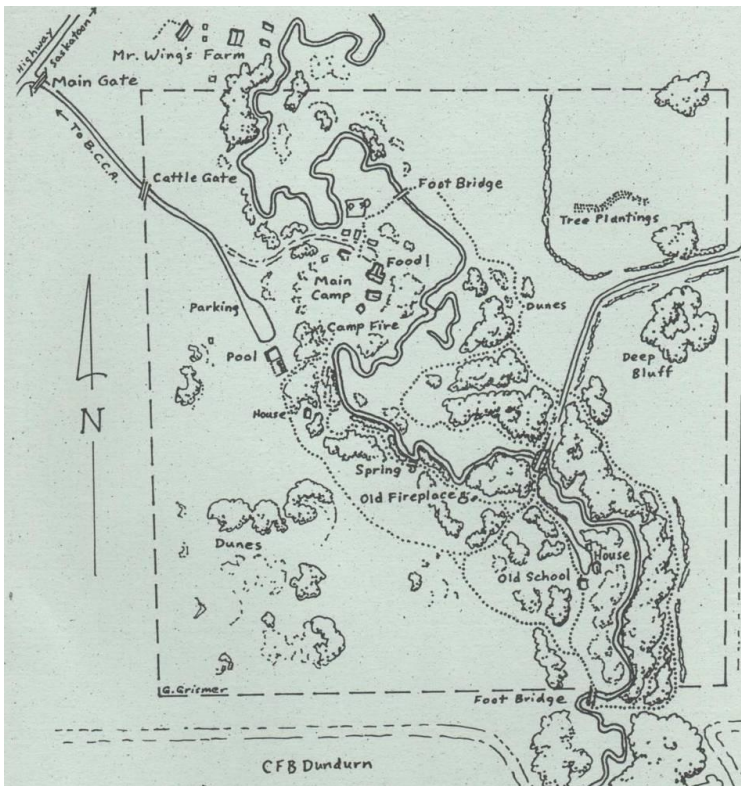 Highway
Saskatoon→
Mr. Wing's Farm
Main Gate
← To B.C.C.A.
Cattle Gate
Foot Bridge
Tree Plantings
Food!
Main
Camp
Dunes
Parking
Camp Fire
Pool
Deep
Bluff
N
House
Spring
Old Fireplace
Dunes
House
Old School
G. Grismer
Foot Bridge
CFB Dundurn